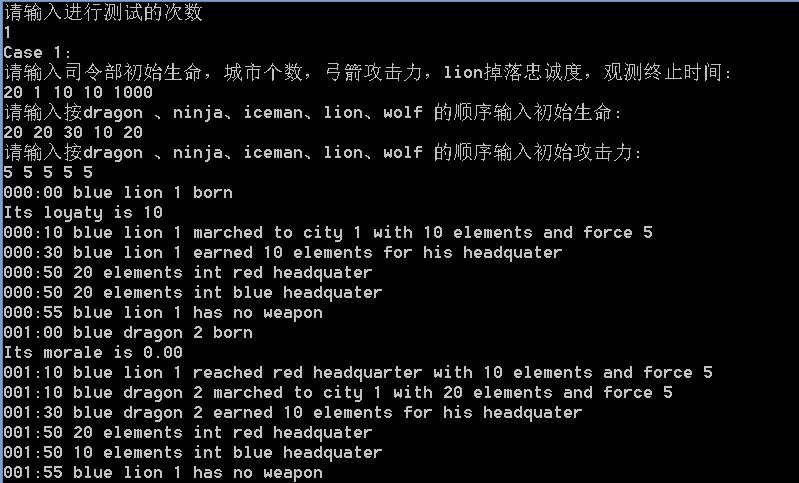 请输入进行测试的次数
1
Case 1:
请输入司令部初始生命，城市个数，弓箭攻击力，lion掉落忠诚度，观测终止时间：
20 1 10 10 1000
请输入按dragon 、ninja、iceman、lion、wolf 的顺序输入初始生命：
20 20 30 10 20
请输入按dragon 、ninja、iceman、lion、wolf 的顺序输入初始攻击力：
5 5 5 5 5
000:00 blue lion 1 born
Its loyaty is 10
000:10 blue lion 1 marched to city 1 with 10 elements and force 5
000:30 blue lion 1 earned 10 elements for his headquater
000:50 20 elements int red headquater
000:50 20 elements int blue headquater
000:55 blue lion 1 has no weapon
001:00 blue dragon 2 born
Its morale is 0.00
001:10 blue lion 1 reached red headquarter with 10 elements and force 5
001:10 blue dragon 2 marched to city 1 with 20 elements and force 5
001:30 blue dragon 2 earned 10 elements for his headquater
001:50 20 elements int red headquater
001:50 10 elements int blue headquater
001:55 blue lion 1 has no weapon